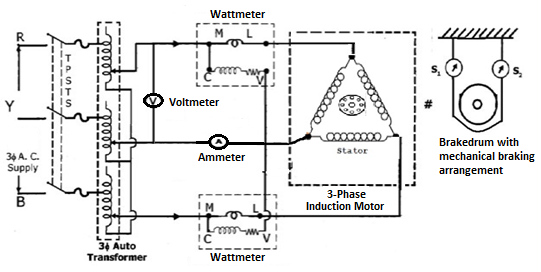 Wattmeter
R
M L
C
V
TPSTS
V
Voltmeter
Y
A
Ammeter
3ϕ A. C.
Supply
B
Stator
3-Phase
Induction Motor
#
S1
S2
Brakedrum with
mechanical braking
arrangement
M L
C
V
Wattmeter
3ϕ Auto
Transformer